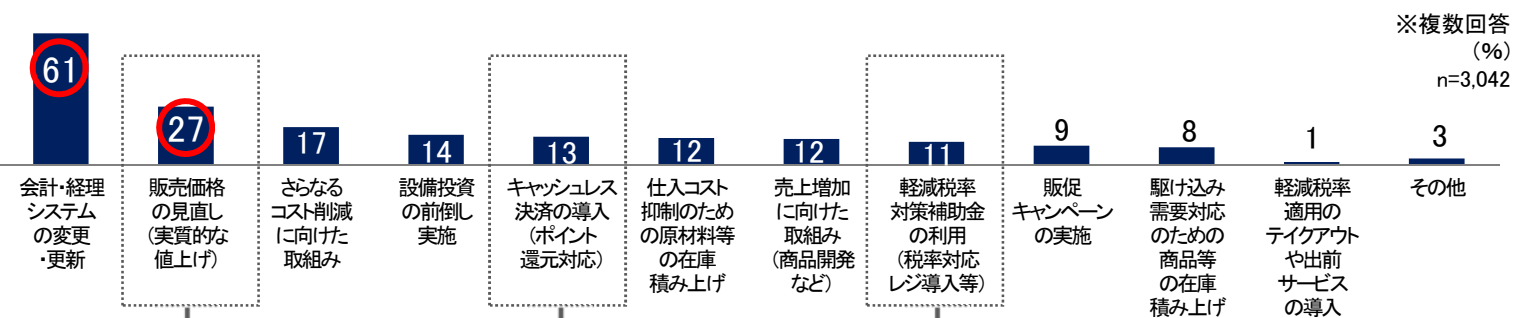 ※複数回答
(%)
n=3,042
61
27
17
14
13
12
12
11
9
8
1
3
会計・経理
システム
の変更
・更新
販売価格
の見直し
(実質的な
値上げ)
さらなる
コスト削減
に向けた
取組み
設備投資
の前倒し
実施
キャッシュレス
決済の導入
(ポイント
還元対応)
仕入コスト
抑制のため
の原材料等
の在庫
積み上げ
売上増加
に向けた
取組み
(商品開発
など)
軽減税率
対策補助金
の利用
(税率対応
レジ導入等)
販促
キャンペーン
の実施
駆け込み
需要対応
のための
商品等
の在庫
積み上げ
軽減税率
適用の
テイクアウト
や出前
サービス
の導入
その他